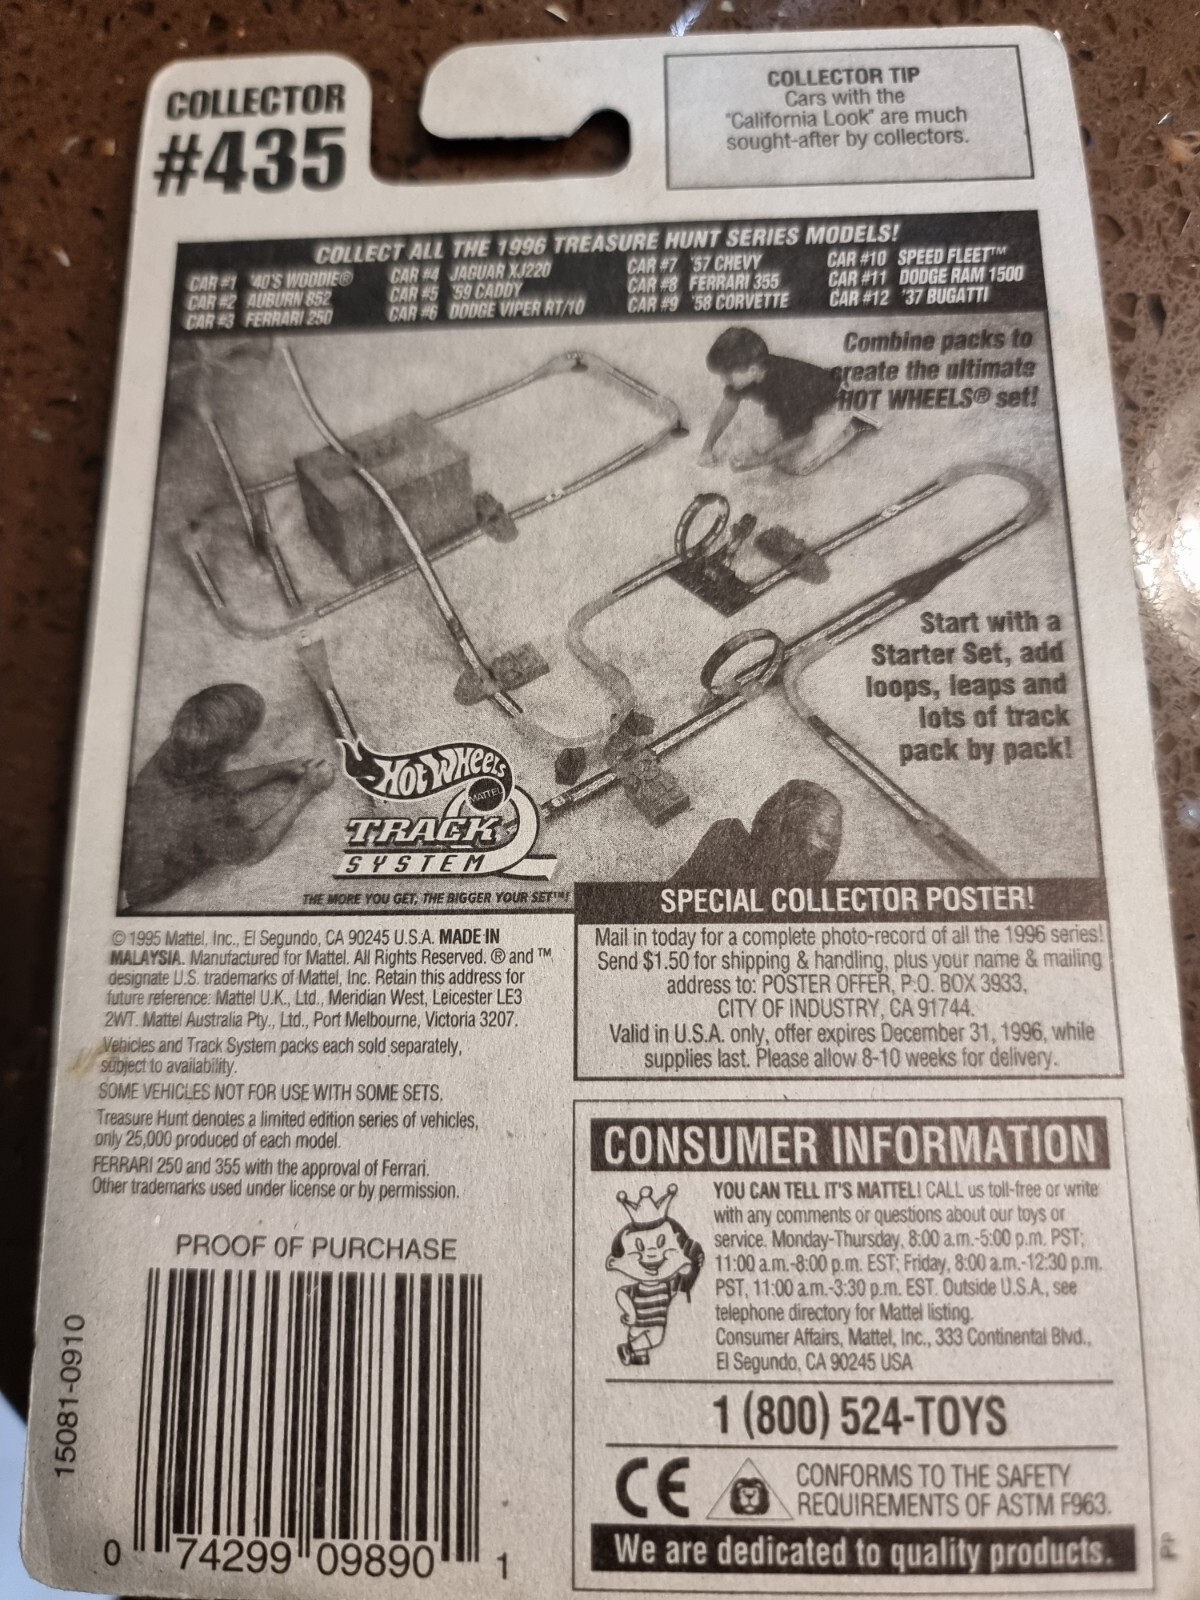 COLLECTOR
#435
COLLECTOR TIP
Cars with the
"California Look" are much
sought-after by collectors.
COLLECT ALL THE 1996 TREASURE HUNT SERIES MODELS!
CAR #1 '40'S WOODIE®
CAR #2 AUBURN 852
CAR #3 FERRARI 250
CAR #4 JAGUAR XJ220
CAR #5 '59 CADDY
CAR #6 DODGE VIPER RT/10
CAR #7 '57 CHEVY
CAR #8 FERRARI 355
CAR #9 '58 CORVETTE
CAR #10 SPEED FLEET™
CAR #11 DODGE RAM 1500
CAR #12 '37 BUGATTI
Combine packs to
create the ultimate
HOT WHEELS® set!
Start with a
Starter Set, add
loops, leaps and
lots of track
pack by pack!
HOT WHEELS
MATTEL
TRACK
SYSTEM
THE MORE YOU GET, THE BIGGER YOUR SET™!
© 1995 Mattel, Inc., El Segundo, CA 90245 U.S.A. MADE IN
MALAYSIA. Manufactured for Mattel. All Rights Reserved. ® and ™
designate U.S. trademarks of Mattel, Inc. Retain this address for
future reference: Mattel U.K., Ltd., Meridian West, Leicester LE3
2WT. Mattel Australia Pty., Ltd., Port Melbourne, Victoria 3207.
Vehicles and Track System packs each sold separately,
subject to availability.
SOME VEHICLES NOT FOR USE WITH SOME SETS.
Treasure Hunt denotes a limited edition series of vehicles,
only 25,000 produced of each model.
FERRARI 250 and 355 with the approval of Ferrari.
Other trademarks used under license or by permission.
PROOF OF PURCHASE
15081-0910
0 74299 09890 1
SPECIAL COLLECTOR POSTER!
Mail in today for a complete photo-record of all the 1996 series!
Send $1.50 for shipping & handling, plus your name & mailing
address to: POSTER OFFER, P.O. BOX 3933,
CITY OF INDUSTRY, CA 91744.
Valid in U.S.A. only, offer expires December 31, 1996, while
supplies last. Please allow 8-10 weeks for delivery.
CONSUMER INFORMATION
YOU CAN TELL IT'S MATTEL! CALL us toll-free or write
with any comments or questions about our toys or
service. Monday-Thursday, 8:00 a.m.-5:00 p.m. PST;
11:00 a.m.-8:00 p.m. EST; Friday, 8:00 a.m.-12:30 p.m.
PST, 11:00 a.m.-3:30 p.m. EST. Outside U.S.A., see
telephone directory for Mattel listing.
Consumer Affairs, Mattel, Inc., 333 Continental Blvd.,
El Segundo, CA 90245 USA
1 (800) 524-TOYS
CE
CONFORMS TO THE SAFETY
REQUIREMENTS OF ASTM F963.
We are dedicated to quality products.